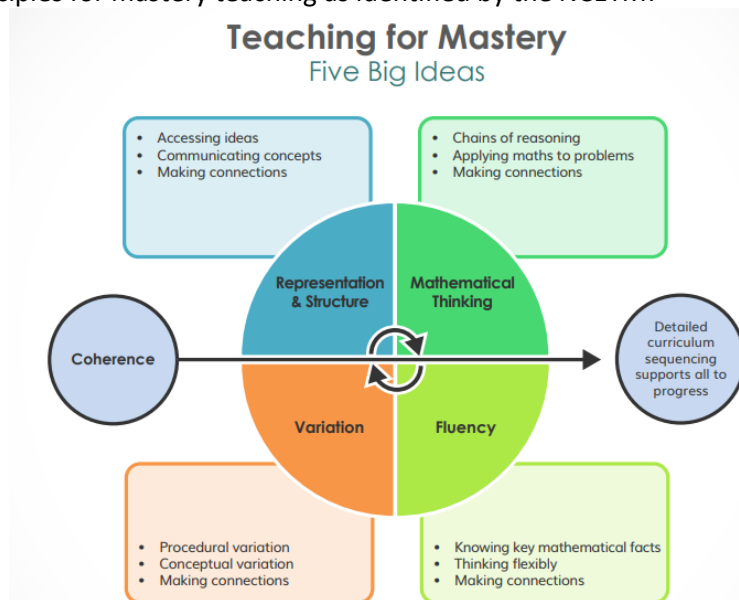 Teaching for Mastery
Five Big Ideas
• Accessing ideas
• Communicating concepts
• Making connections
• Chains of reasoning
• Applying maths to problems
• Making connections
Representation
& Structure
Mathematical
Thinking
Coherence
Detailed
curriculum
sequencing
supports all to
progress
Variation
Fluency
• Procedural variation
• Conceptual variation
• Making connections
• Knowing key mathematical facts
• Thinking flexibly
• Making connections